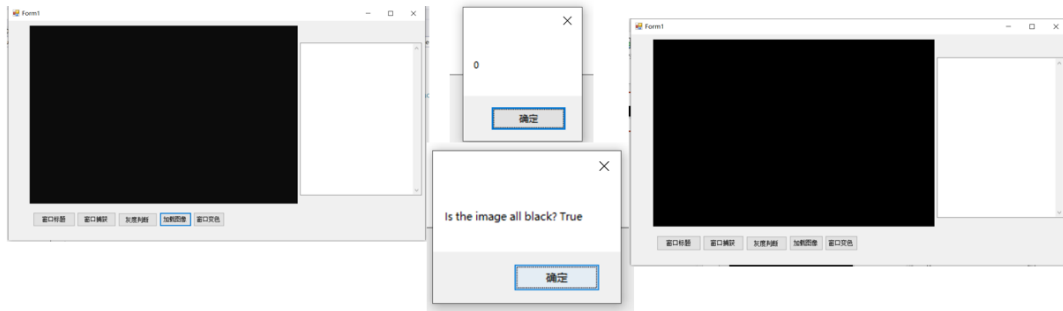 Form1
窗口标题 窗口捕获 灰度判断 加载图像 窗口变色
0
确定
Is the image all black? True
确定
Form1
窗口标题 窗口捕获 灰度判断 加载图像 窗口变色